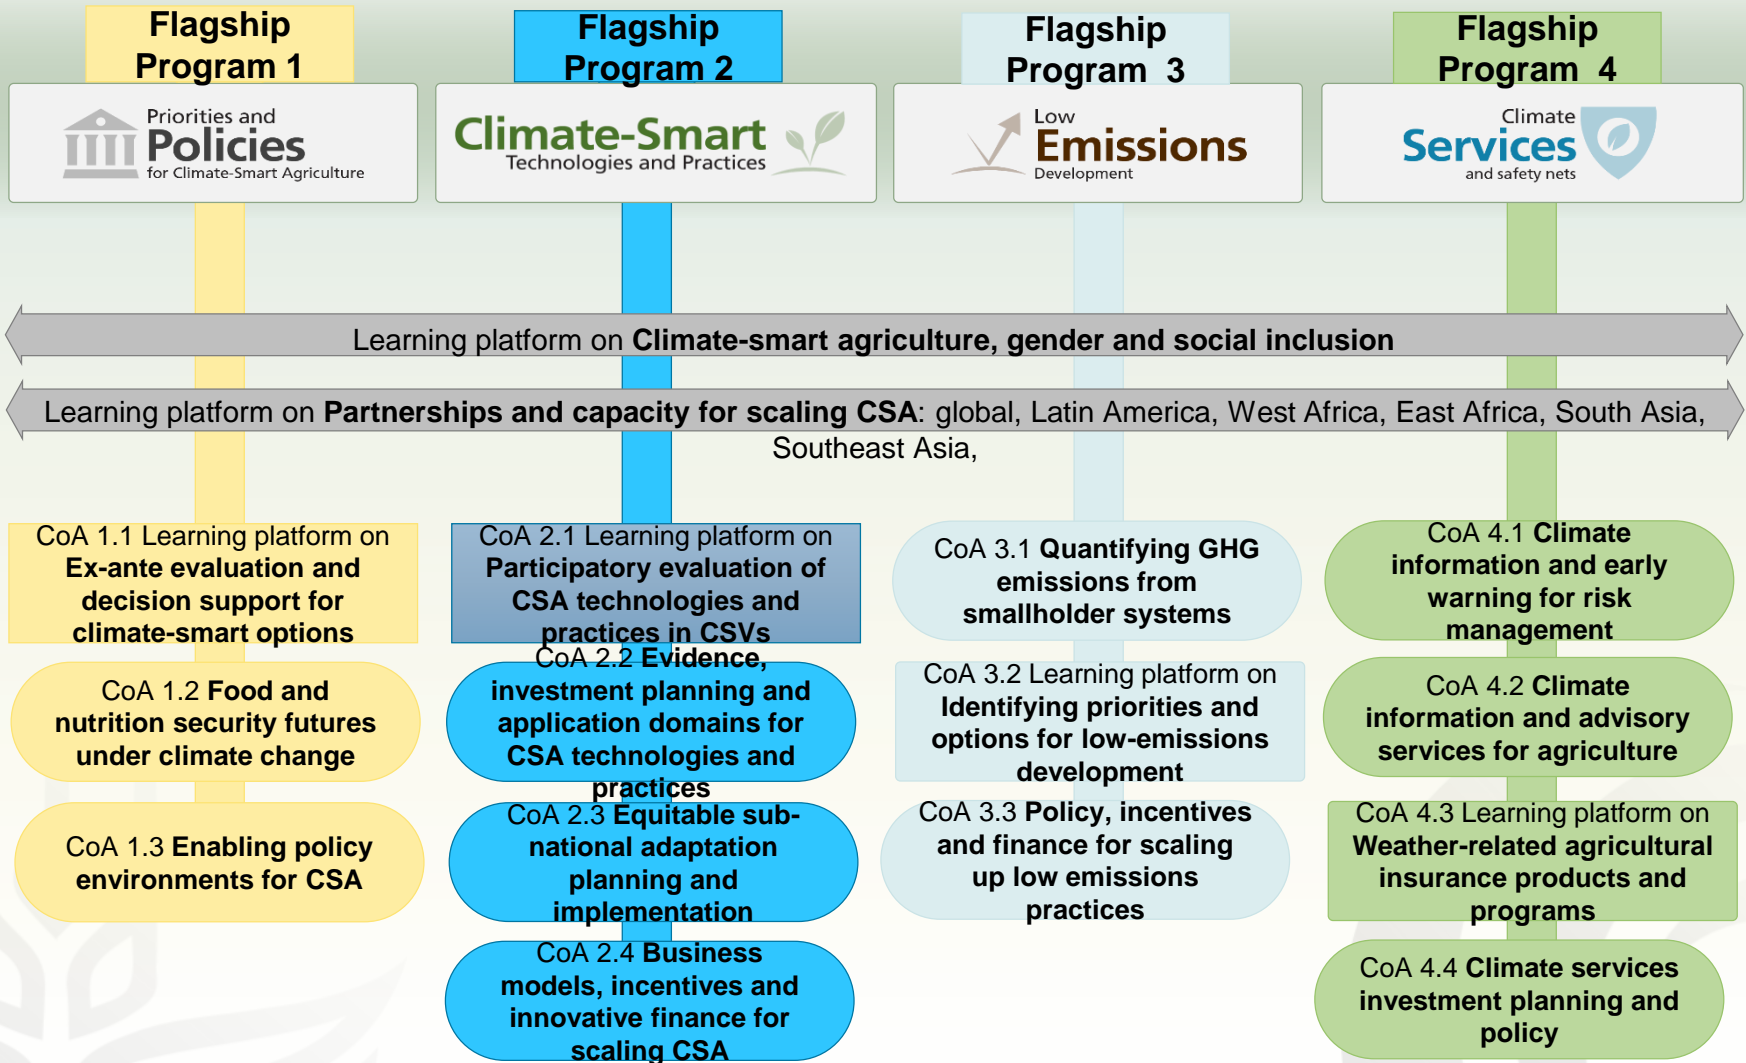 Flagship
Program 1
Flagship
Program 2
Flagship
Program  3
Flagship
Program  4
Priorities and
Policies
for Climate-Smart Agriculture
Climate-Smart
Technologies and Practices
Low
Emissions
Development
Climate
Services
and safety nets
Learning platform on Climate-smart agriculture, gender and social inclusion
Learning platform on Partnerships and capacity for scaling CSA: global, Latin America, West Africa, East Africa, South Asia,
Southeast Asia,
CoA 1.1 Learning platform on
Ex-ante evaluation and
decision support for
climate-smart options
CoA 1.2 Food and
nutrition security futures
under climate change
CoA 1.3 Enabling policy
environments for CSA
CoA 2.1 Learning platform on
Participatory evaluation of
CSA technologies and
practices in CSVs
CoA 2.2 Evidence,
investment planning and
application domains for
CSA technologies and
practices
CoA 2.3 Equitable sub-
national adaptation
planning and
implementation
CoA 2.4 Business
models, incentives and
innovative finance for
scaling CSA
CoA 3.1 Quantifying GHG
emissions from
smallholder systems
CoA 3.2 Learning platform on
Identifying priorities and
options for low-emissions
development
CoA 3.3 Policy, incentives
and finance for scaling
up low emissions
practices
CoA 4.1 Climate
information and early
warning for risk
management
CoA 4.2 Climate
information and advisory
services for agriculture
CoA 4.3 Learning platform on
Weather-related agricultural
insurance products and
programs
CoA 4.4 Climate services
investment planning and
policy